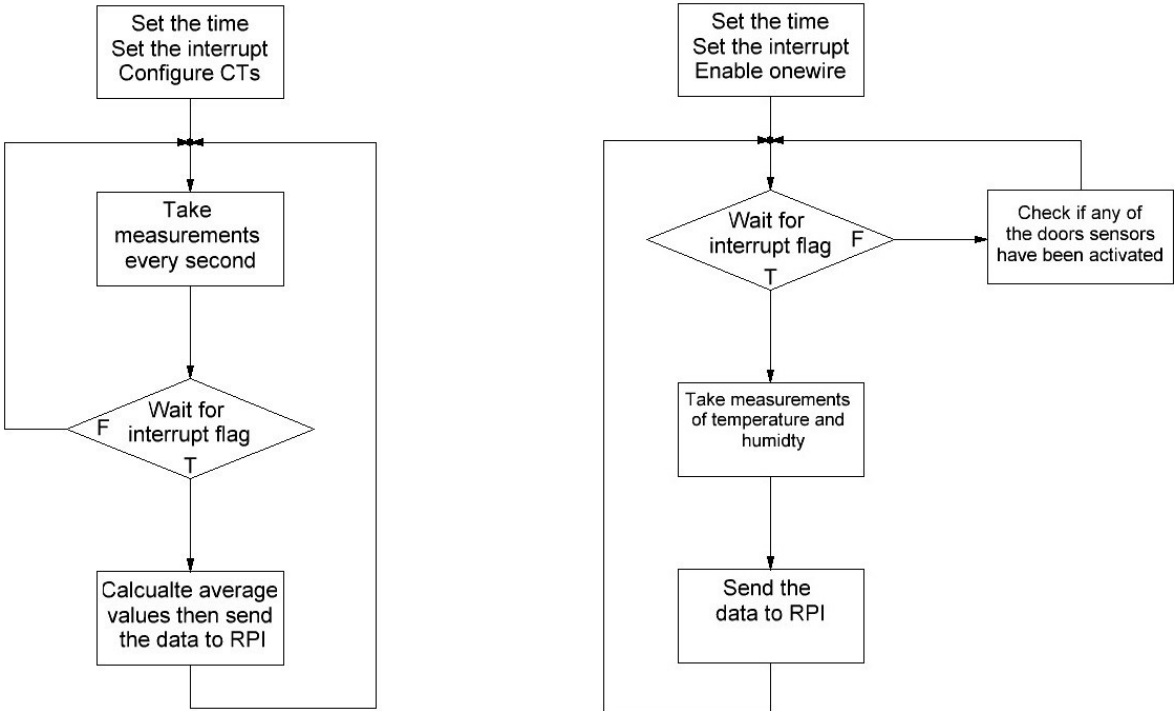 Set the time
Set the interrupt
Configure CTs
Take
measurements
every second
Wait for
F
interrupt flag
T
Calcualte average
values then send
the data to RPI
Set the time
Set the interrupt
Enable onewire
Wait for
interrupt flag
F
T
Check if any of
the doors sensors
have been activated
Take measurements
of temperature and
humidty
Send the
data to RPI